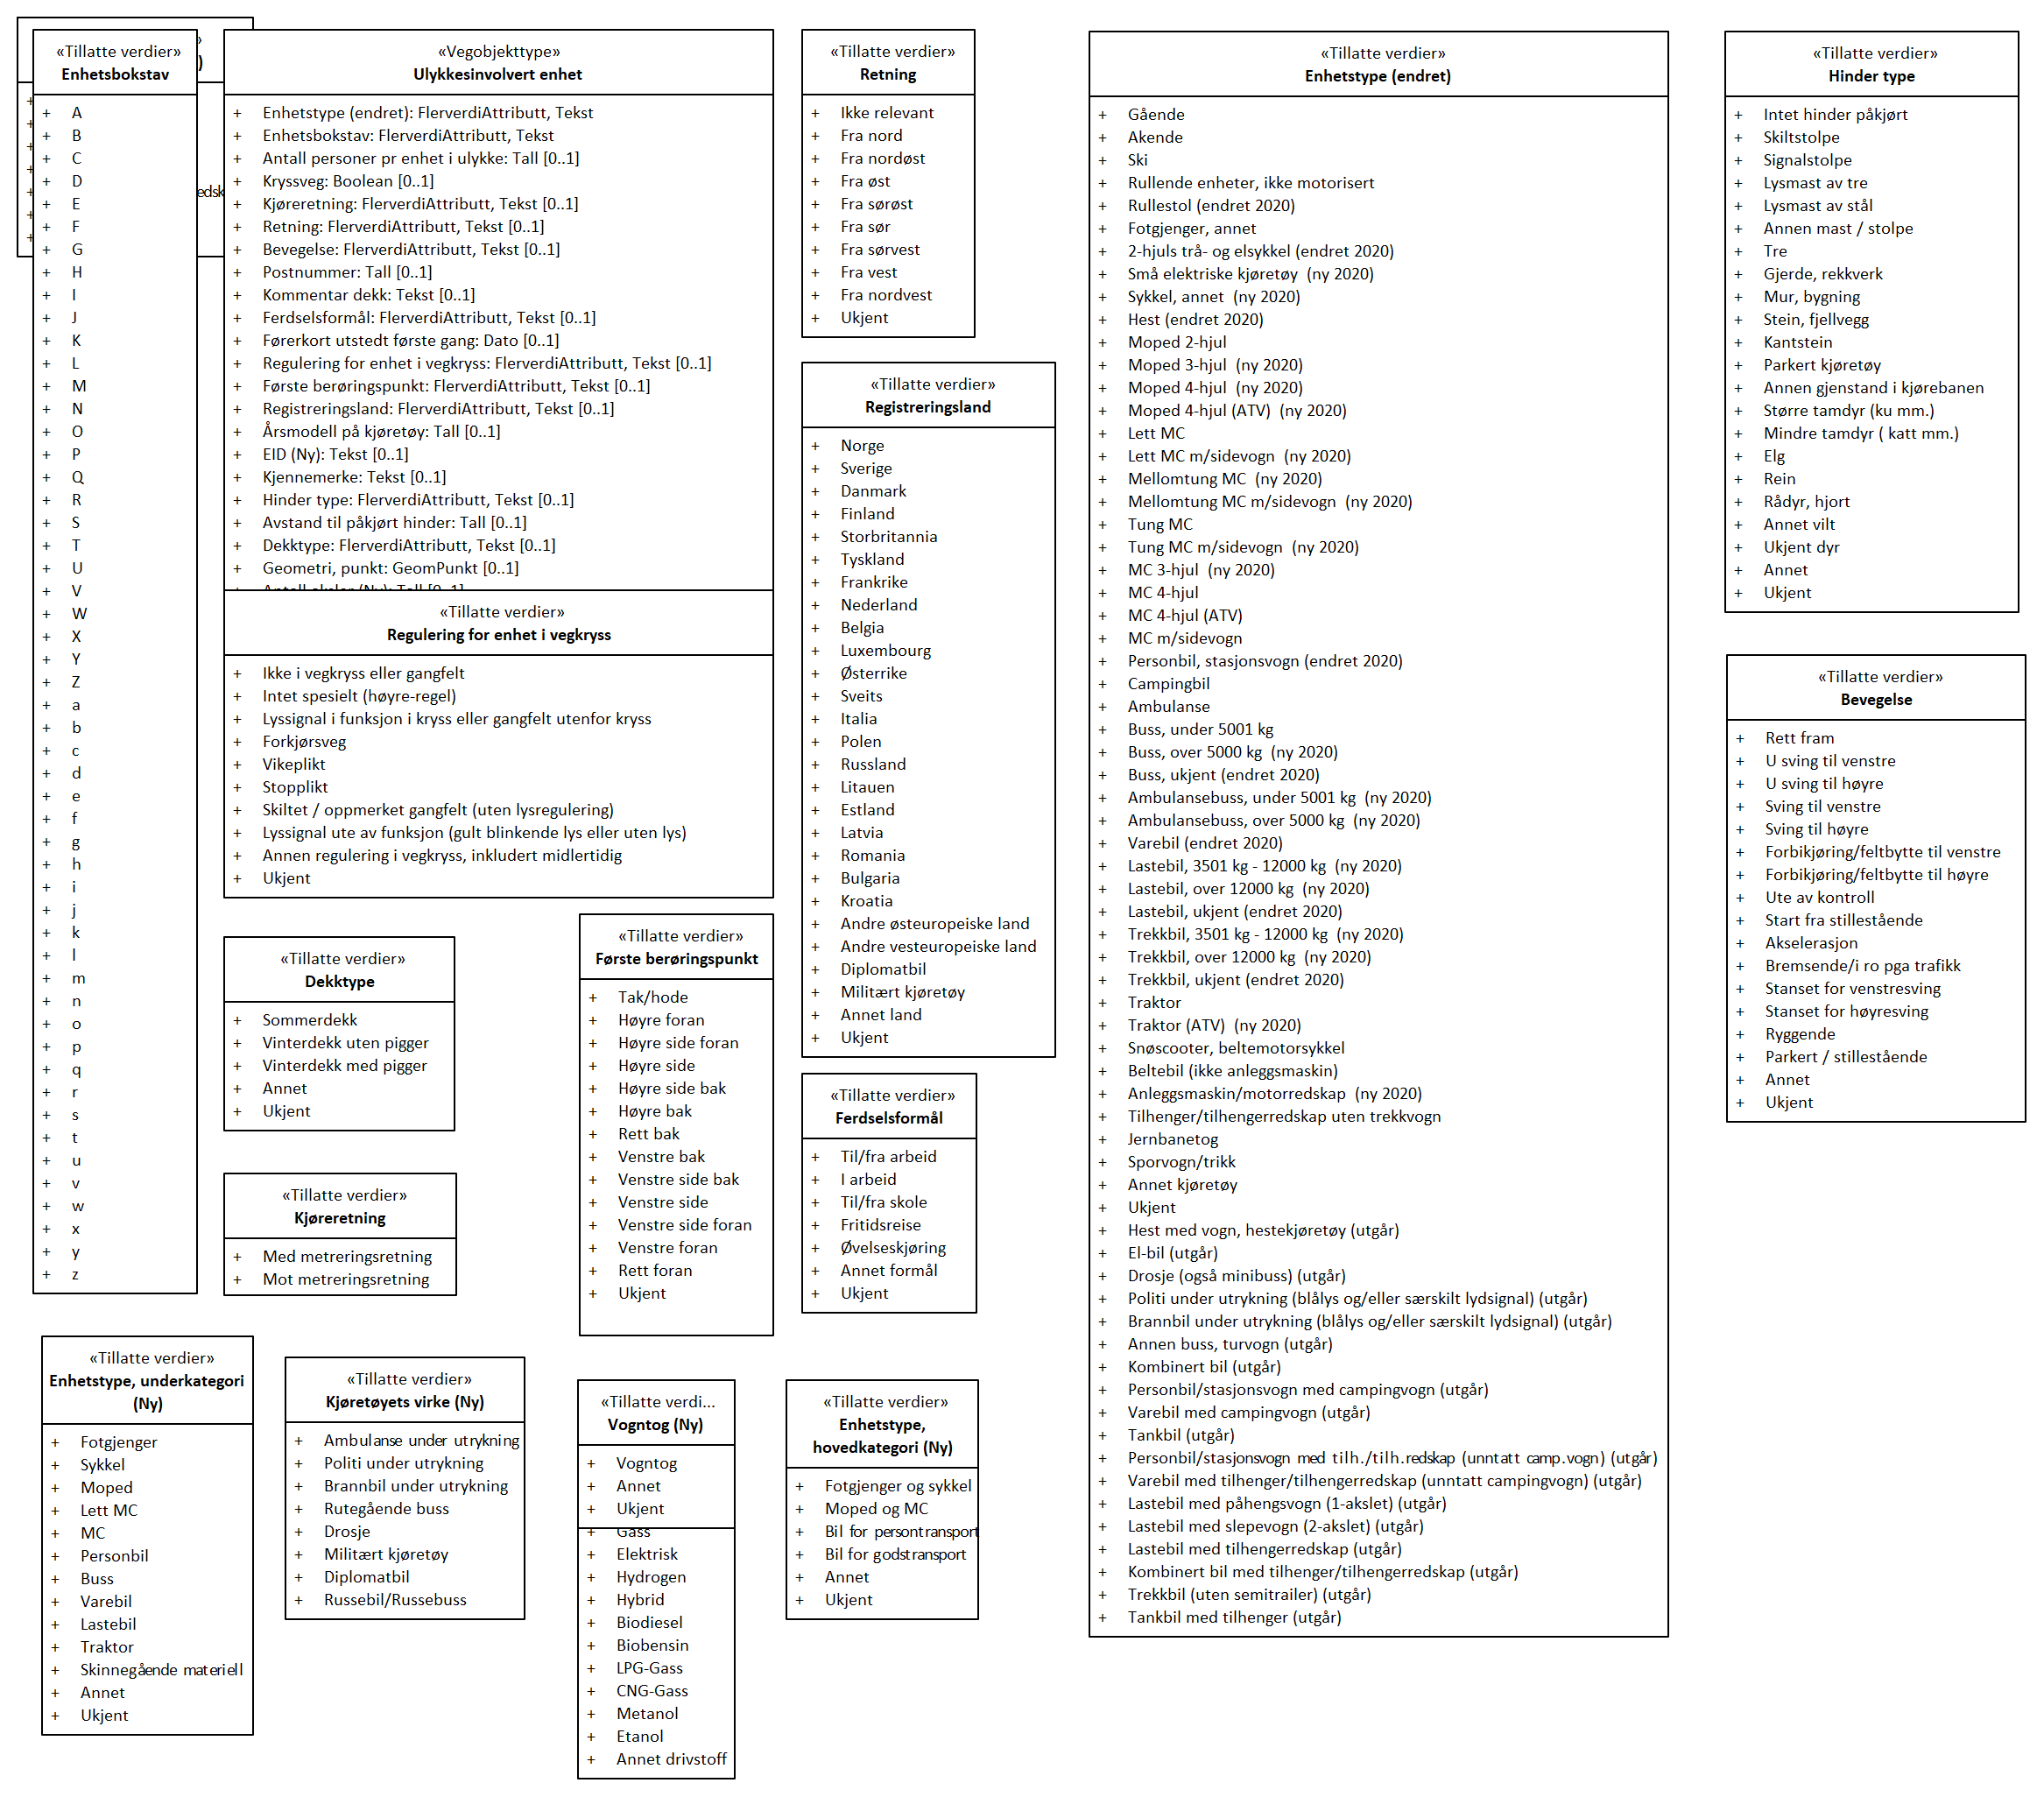 «Tillatte verdier»
Enhetsbokstav
+ A
+ B
+ C
+ D
+ E
+ F
+ G
+ H
+ I
+ J
+ K
+ L
+ M
+ N
+ O
+ P
+ Q
+ R
+ S
+ T
+ U
+ V
+ W
+ X
+ Y
+ Z
+ a
+ b
+ c
+ d
+ e
+ f
+ g
+ h
+ i
+ j
+ k
+ l
+ m
+ n
+ o
+ p
+ q
+ r
+ s
+ t
+ u
+ v
+ w
+ x
+ y
+ z
«Vegobjekttype»
Ulykkesinvolvert enhet
+ Enhetstype (endret): FlerverdiAttributt, Tekst
+ Enhetsbokstav: FlerverdiAttributt, Tekst
+ Antall personer pr enhet i ulykke: Tall [0..1]
+ Kryssveg: Boolean [0..1]
+ Kjøreretning: FlerverdiAttributt, Tekst [0..1]
+ Retning: FlerverdiAttributt, Tekst [0..1]
+ Bevegelse: FlerverdiAttributt, Tekst [0..1]
+ Postnummer: Tall [0..1]
+ Kommentar dekk: Tekst [0..1]
+ Ferdselsformål: FlerverdiAttributt, Tekst [0..1]
+ Førerkort utstedt første gang: Dato [0..1]
+ Regulering for enhet i vegkryss: FlerverdiAttributt, Tekst [0..1]
+ Første berøringspunkt: FlerverdiAttributt, Tekst [0..1]
+ Registreringsland: FlerverdiAttributt, Tekst [0..1]
+ Årsmodell på kjøretøy: Tall [0..1]
+ EID (Ny): Tekst [0..1]
+ Kjennemerke: Tekst [0..1]
+ Hinder type: FlerverdiAttributt, Tekst [0..1]
+ Avstand til påkjørt hinder: Tall [0..1]
+ Dekktype: FlerverdiAttributt, Tekst [0..1]
+ Geometri, punkt: GeomPunkt [0..1]
«Tillatte verdier»
Regulering for enhet i vegkryss
+ Ikke i vegkryss eller gangfelt
+ Intet spesielt (høyre-regel)
+ Lyssignal i funksjon i kryss eller gangfelt utenfor kryss
+ Forkjørsveg
+ Vikeplikt
+ Stopplikt
+ Skiltet / oppmerket gangfelt (uten lysregulering)
+ Lyssignal ute av funksjon (gult blinkende lys eller uten lys)
+ Annen regulering i vegkryss, inkludert midlertidig
+ Ukjent
«Tillatte verdier»
Dekktype
+ Sommerdekk
+ Vinterdekk uten pigger
+ Vinterdekk med pigger
+ Annet
+ Ukjent
«Tillatte verdier»
Kjøreretning
+ Med metreringsretning
+ Mot metreringsretning
«Tillatte verdier»
Første berøringspunkt
+ Tak/hode
+ Høyre foran
+ Høyre side foran
+ Høyre side
+ Høyre side bak
+ Høyre bak
+ Rett bak
+ Venstre bak
+ Venstre side bak
+ Venstre side
+ Venstre side foran
+ Venstre foran
+ Rett foran
+ Ukjent
«Tillatte verdier»
Retning
+ Ikke relevant
+ Fra nord
+ Fra nordøst
+ Fra øst
+ Fra sørøst
+ Fra sør
+ Fra sørvest
+ Fra vest
+ Fra nordvest
+ Ukjent
«Tillatte verdier»
Registreringsland
+ Norge
+ Sverige
+ Danmark
+ Finland
+ Storbritannia
+ Tyskland
+ Frankrike
+ Nederland
+ Belgia
+ Luxembourg
+ Østerrike
+ Sveits
+ Italia
+ Polen
+ Russland
+ Litauen
+ Estland
+ Latvia
+ Romania
+ Bulgaria
+ Kroatia
+ Andre østeuropeiske land
+ Andre vesteuropeiske land
+ Diplomatbil
+ Militært kjøretøy
+ Annet land
+ Ukjent
«Tillatte verdier»
Ferdselsformål
+ Til/fra arbeid
+ I arbeid
+ Til/fra skole
+ Fritidsreise
+ Øvelseskjøring
+ Annet formål
+ Ukjent
«Tillatte verdier»
Enhetstype (endret)
+ Gående
+ Akende
+ Ski
+ Rullende enheter, ikke motorisert
+ Rullestol (endret 2020)
+ Fotgjenger, annet
+ 2-hjuls trå- og elsykkel (endret 2020)
+ Små elektriske kjøretøy (ny 2020)
+ Sykkel, annet (ny 2020)
+ Hest (endret 2020)
+ Moped 2-hjul
+ Moped 3-hjul (ny 2020)
+ Moped 4-hjul (ny 2020)
+ Moped 4-hjul (ATV) (ny 2020)
+ Lett MC
+ Lett MC m/sidevogn (ny 2020)
+ Mellomtung MC (ny 2020)
+ Mellomtung MC m/sidevogn (ny 2020)
+ Tung MC
+ Tung MC m/sidevogn (ny 2020)
+ MC 3-hjul (ny 2020)
+ MC 4-hjul
+ MC 4-hjul (ATV)
+ MC m/sidevogn
+ Personbil, stasjonsvogn (endret 2020)
+ Campingbil
+ Ambulanse
+ Buss, under 5001 kg
+ Buss, over 5000 kg (ny 2020)
+ Buss, ukjent (endret 2020)
+ Ambulansebuss, under 5001 kg (ny 2020)
+ Ambulansebuss, over 5000 kg (ny 2020)
+ Varebil (endret 2020)
+ Lastebil, 3501 kg - 12000 kg (ny 2020)
+ Lastebil, over 12000 kg (ny 2020)
+ Lastebil, ukjent (endret 2020)
+ Trekkbil, 3501 kg - 12000 kg (ny 2020)
+ Trekkbil, over 12000 kg (ny 2020)
+ Trekkbil, ukjent (endret 2020)
+ Traktor
+ Traktor (ATV) (ny 2020)
+ Snøscooter, beltemotorsykkel
+ Beltebil (ikke anleggsmaskin)
+ Anleggsmaskin/motorredskap (ny 2020)
+ Tilhenger/tilhengerredskap uten trekkvogn
+ Jernbanetog
+ Sporvogn/trikk
+ Annet kjøretøy
+ Ukjent
+ Hest med vogn, hestekjøretøy (utgår)
+ El-bil (utgår)
+ Drosje (også minibuss) (utgår)
+ Politi under utrykning (blålys og/eller særskilt lydsignal) (utgår)
+ Brannbil under utrykning (blålys og/eller særskilt lydsignal) (utgår)
+ Annen buss, turvogn (utgår)
+ Kombinert bil (utgår)
+ Personbil/stasjonsvogn med campingvogn (utgår)
+ Varebil med campingvogn (utgår)
+ Tankbil (utgår)
+ Personbil/stasjonsvogn med tilh./tilh.redskap (unntatt camp.vogn) (utgår)
+ Varebil med tilhenger/tilhengerredskap (unntatt campingvogn) (utgår)
+ Lastebil med påhengsvogn (1-akslet) (utgår)
+ Lastebil med slepevogn (2-akslet) (utgår)
+ Lastebil med tilhengerredskap (utgår)
+ Kombinert bil med tilhenger/tilhengerredskap (utgår)
+ Trekkbil (uten semitrailer) (utgår)
+ Tankbil med tilhenger (utgår)
«Tillatte verdier»
Hinder type
+ Intet hinder påkjørt
+ Skiltstolpe
+ Signalstolpe
+ Lysmast av tre
+ Lysmast av stål
+ Annen mast / stolpe
+ Tre
+ Gjerde, rekkverk
+ Mur, bygning
+ Stein, fjellvegg
+ Kantstein
+ Parkert kjøretøy
+ Annen gjenstand i kjørebanen
+ Større tamdyr (ku mm.)
+ Mindre tamdyr ( katt mm.)
+ Elg
+ Rein
+ Rådyr, hjort
+ Annet vilt
+ Ukjent dyr
+ Annet
+ Ukjent
«Tillatte verdier»
Bevegelse
+ Rett fram
+ U sving til venstre
+ U sving til høyre
+ Sving til venstre
+ Sving til høyre
+ Forbikjøring/feltbytte til venstre
+ Forbikjøring/feltbytte til høyre
+ Ute av kontroll
+ Start fra stillestående
+ Akselerasjon
+ Bremsende/i ro pga trafikk
+ Stanset for venstresving
+ Stanset for høyresving
+ Ryggende
+ Parkert / stillestående
+ Annet
+ Ukjent
«Tillatte verdier»
Enhetstype, underkategori
(Ny)
+ Fotgjenger
+ Sykkel
+ Moped
+ Lett MC
+ MC
+ Personbil
+ Buss
+ Varebil
+ Lastebil
+ Traktor
+ Skinnegående materiell
+ Annet
+ Ukjent
«Tillatte verdier»
Kjøretøyets virke (Ny)
+ Ambulanse under utrykning
+ Politi under utrykning
+ Brannbil under utrykning
+ Rutegående buss
+ Drosje
+ Militært kjøretøy
+ Diplomatbil
+ Russebil/Russebuss
«Tillatte verdi...
Vogntog (Ny)
+ Vogntog
+ Annet
+ Ukjent
+ Gass
+ Elektrisk
+ Hydrogen
+ Hybrid
+ Biodiesel
+ Biobensin
+ LPG-Gass
+ CNG-Gass
+ Metanol
+ Etanol
+ Annet drivstoff
«Tillatte verdier»
Enhetstype,
hovedkategori (Ny)
+ Fotgjenger og sykkel
+ Moped og MC
+ Bil for persontransport
+ Bil for godstransport
+ Annet
+ Ukjent